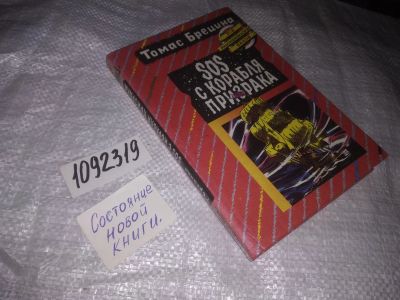 Томас Брецина
SOS
С КОРАБЛЯ
ПРИЗРАКА
1092319
Состояние
новой
книги.